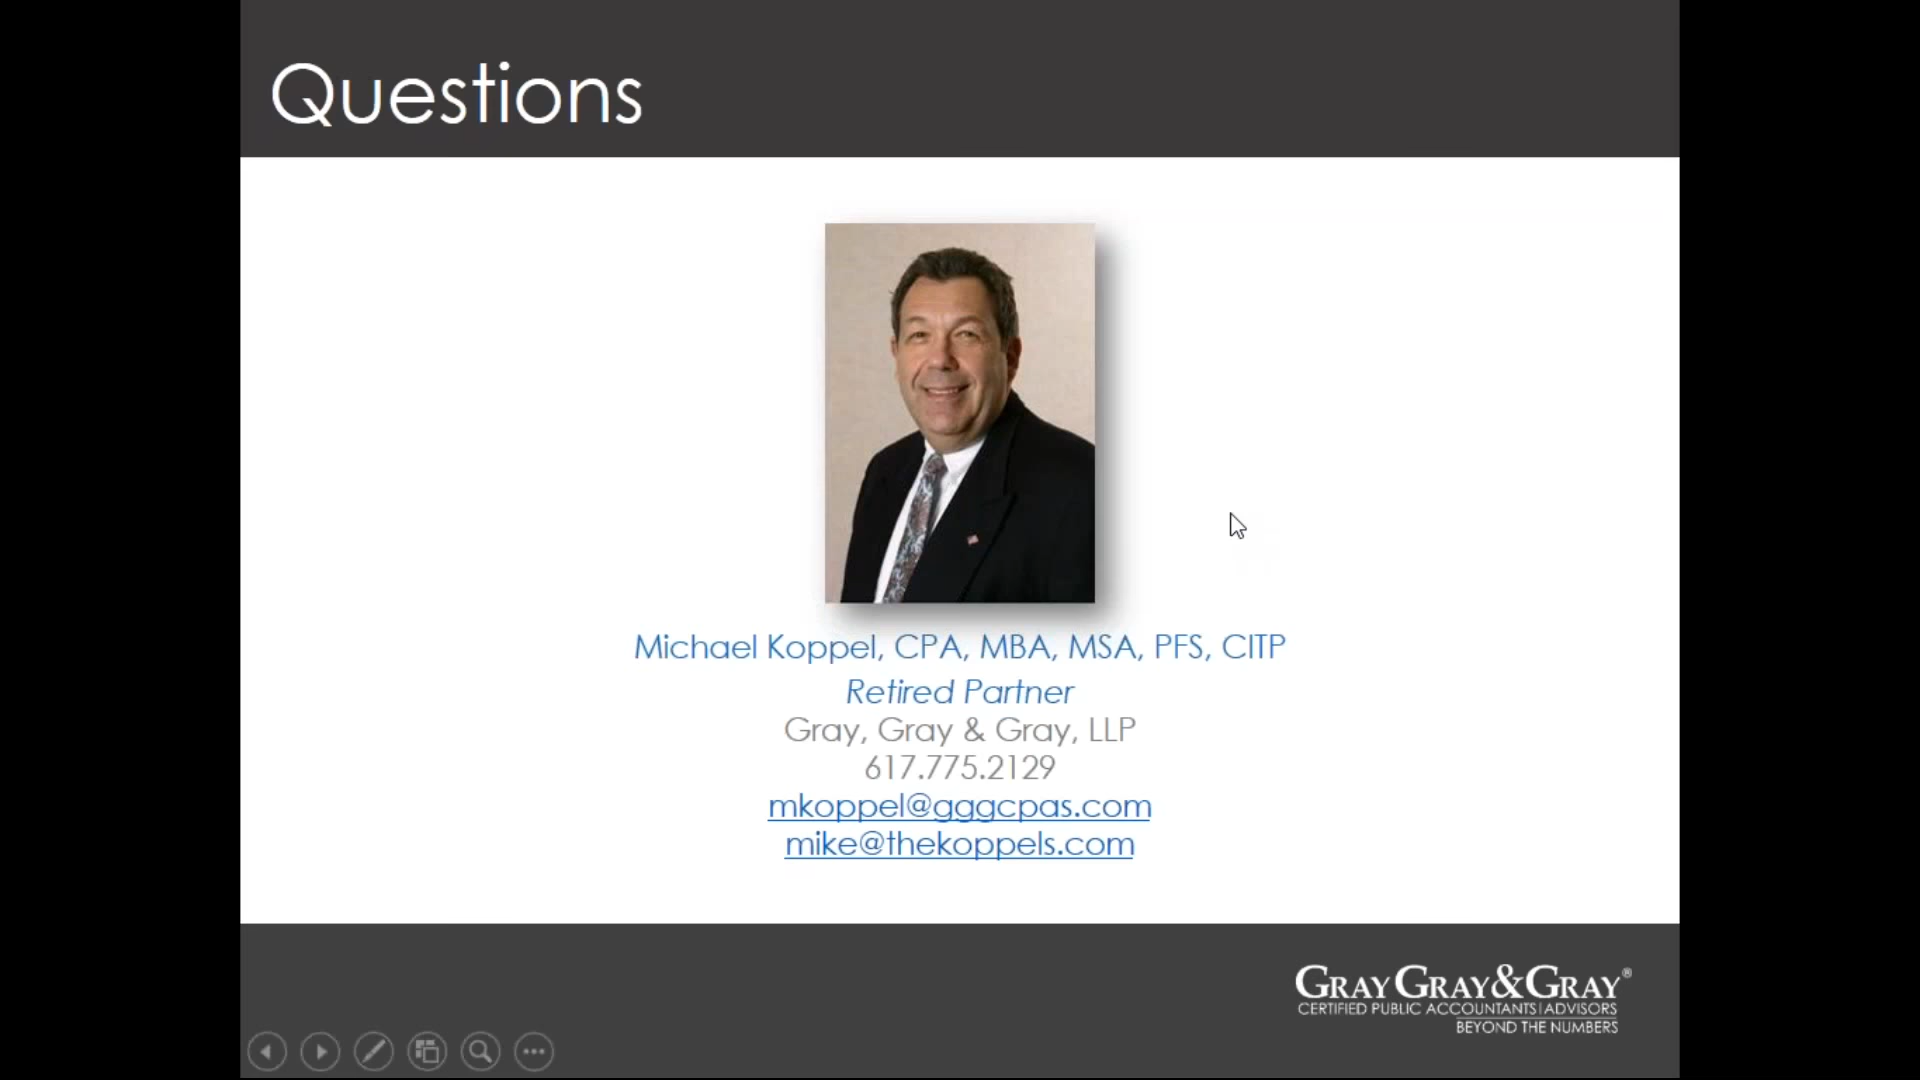 Questions
Michael Koppel, CPA, MBA, MSA, PFS, CITP
Retired Partner
Gray, Gray & Gray, LLP
617.775.2129
mkoppel@gggcpas.com
mike@thekoppels.com
GRAY GRAY & GRAY®
CERTIFIED PUBLIC ACCOUNTANTS | ADVISORS
BEYOND THE NUMBERS